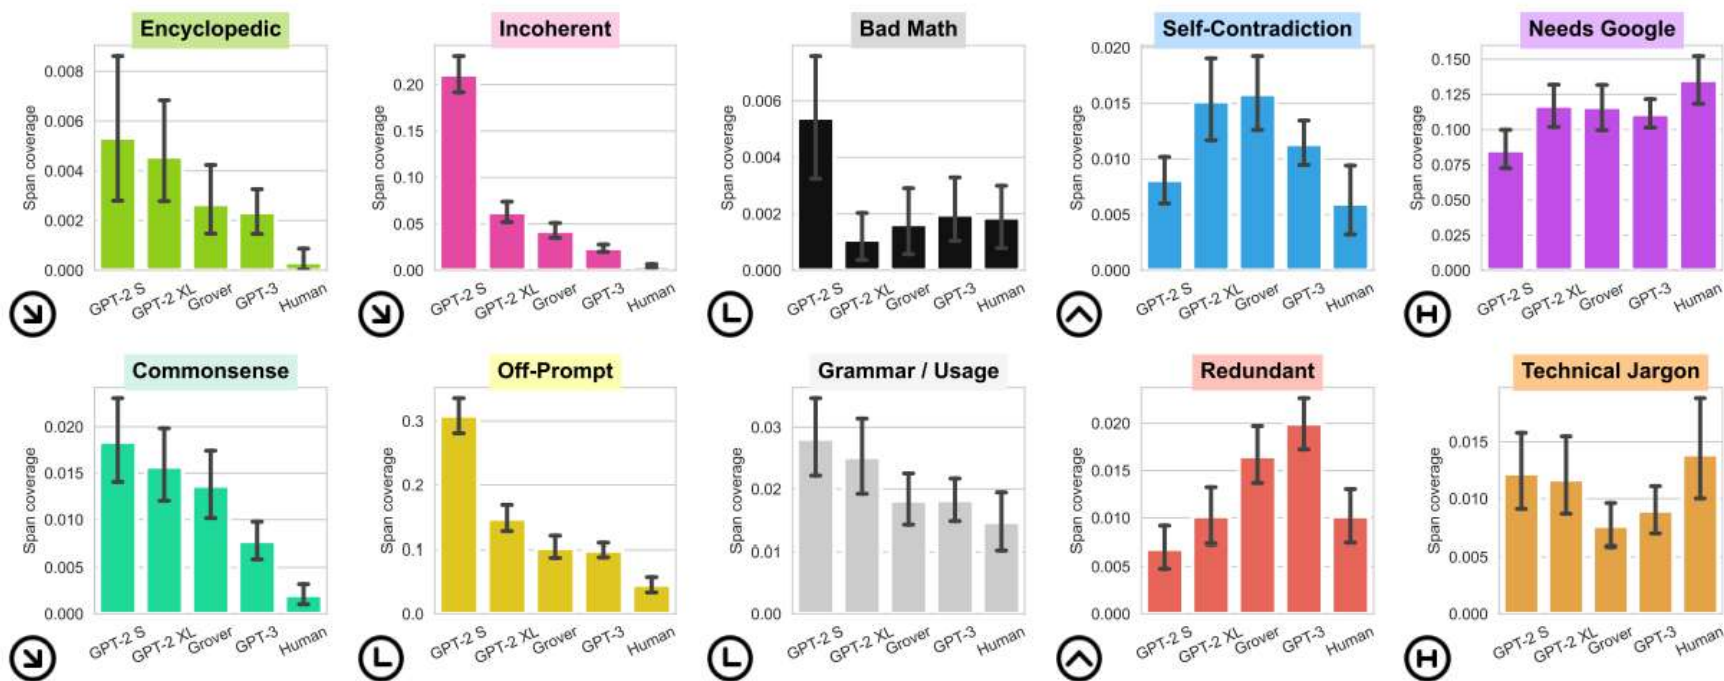 Encyclopedic
Span coverage
0.008
0.006
0.004
0.002
0.000
GPT-2 S
GPT-2 XL
Grover
GPT-3
Human
Incoherent
Span coverage
0.20
0.15
0.10
0.05
0.00
GPT-2 S
GPT-2 XL
Grover
GPT-3
Human
Bad Math
Span coverage
0.006
0.004
0.002
0.000
GPT-2 S
GPT-2 XL
Grover
GPT-3
Human
Self-Contradiction
Span coverage
0.020
0.015
0.010
0.005
0.000
GPT-2 S
GPT-2 XL
Grover
GPT-3
Human
Needs Google
Span coverage
0.150
0.125
0.100
0.075
0.050
0.025
0.000
GPT-2 S
GPT-2 XL
Grover
GPT-3
Human
H
Commonsense
Span coverage
0.020
0.015
0.010
0.005
0.000
GPT-2 S
GPT-2 XL
Grover
GPT-3
Human
Off-Prompt
Span coverage
0.3
0.2
0.1
0.0
GPT-2 S
GPT-2 XL
Grover
GPT-3
Human
Grammar / Usage
Span coverage
0.03
0.02
0.01
0.00
GPT-2 S
GPT-2 XL
Grover
GPT-3
Human
Redundant
Span coverage
0.020
0.015
0.010
0.005
0.000
GPT-2 S
GPT-2 XL
Grover
GPT-3
Human
Technical Jargon
Span coverage
0.015
0.010
0.005
0.000
GPT-2 S
GPT-2 XL
Grover
GPT-3
Human
H